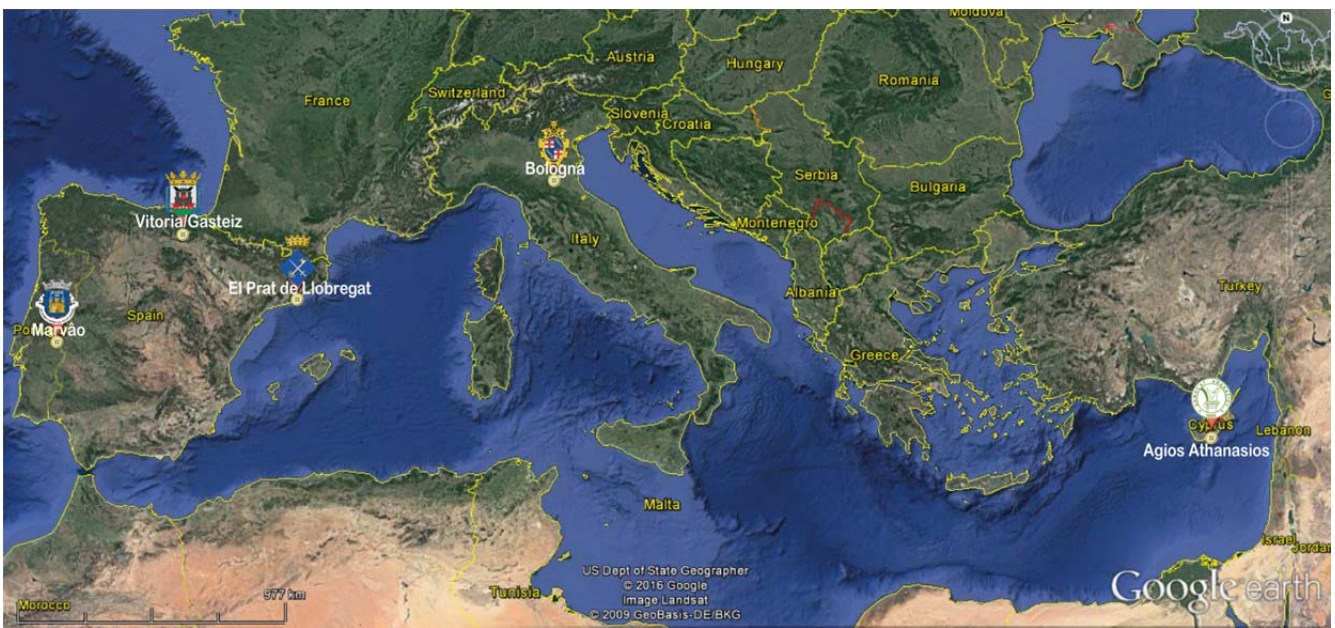 Moldova
N
Austria
Hungary
Romania
France
Switzerland
Slovenia
Croatia
Bologna
Serbia
Bulgaria
Vitoria/Gasteiz
Montenegro
Italy
El Prat de Llobregat
Albania
Turkey
Spain
Marvão
Greece
Cyprus
Lebanon
Agios Athanasios
Malta
Israel
Jordan
US Dept of State Geographer
© 2016 Google
Image Landsat
© 2009 GeoBasis-DE/BKG
Google earth
Tunisia
977 km
Morocco